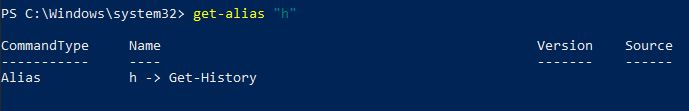 PS C:\Windows\system32> get-alias "h"
CommandType     Name                                               Version    Source
-----------     ----                                               -------    ------
Alias           h -> Get-History